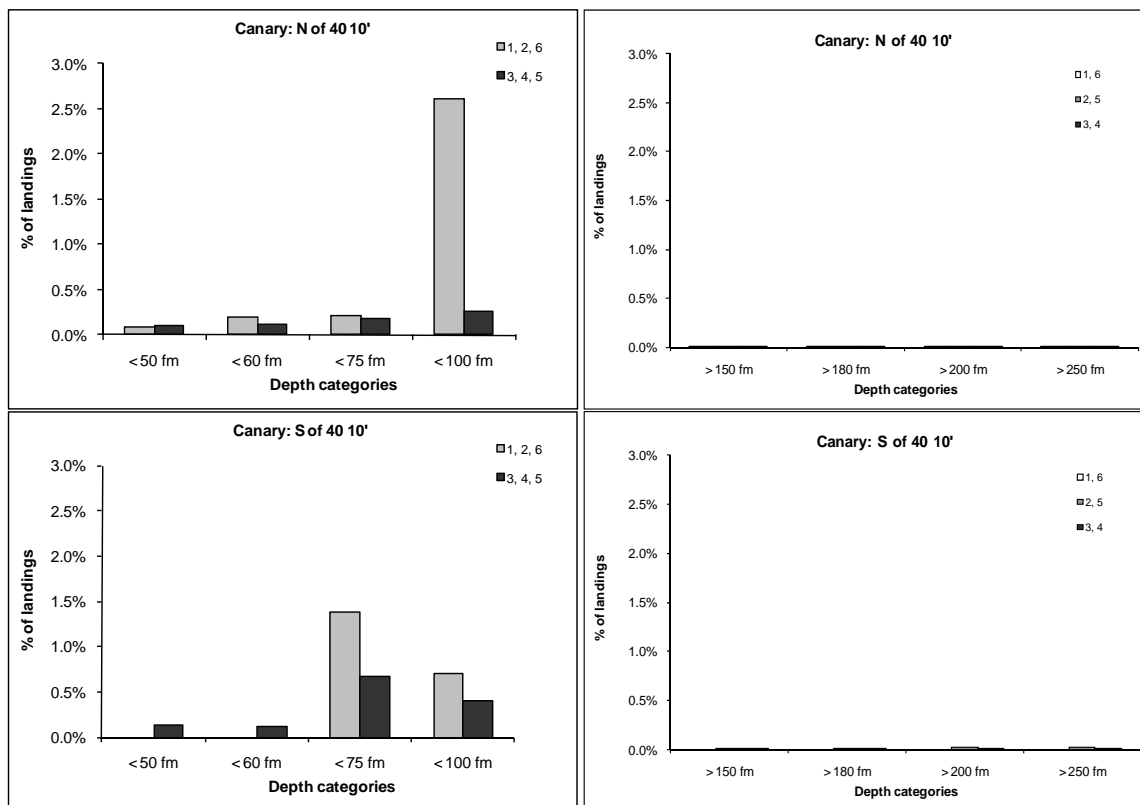 Canary: N of 40 10'
1, 2, 6
3, 4, 5
3.0%
2.5%
2.0%
1.5%
1.0%
0.5%
0.0%
% of landings
<50 fm <60 fm <75 fm <100 fm
Depth categories
Canary: N of 40 10'
1, 6
2, 5
3, 4
3.0%
2.5%
2.0%
1.5%
1.0%
0.5%
0.0%
% of landings
>150 fm >180 fm >200 fm >250 fm
Depth categories
Canary: S of 40 10'
1, 2, 6
3, 4, 5
3.0%
2.5%
2.0%
1.5%
1.0%
0.5%
0.0%
% of landings
<50 fm <60 fm <75 fm <100 fm
Depth categories
Canary: S of 40 10'
1, 6
2, 5
3, 4
3.0%
2.5%
2.0%
1.5%
1.0%
0.5%
0.0%
% of landings
>150 fm >180 fm >200 fm >250 fm
Depth categories